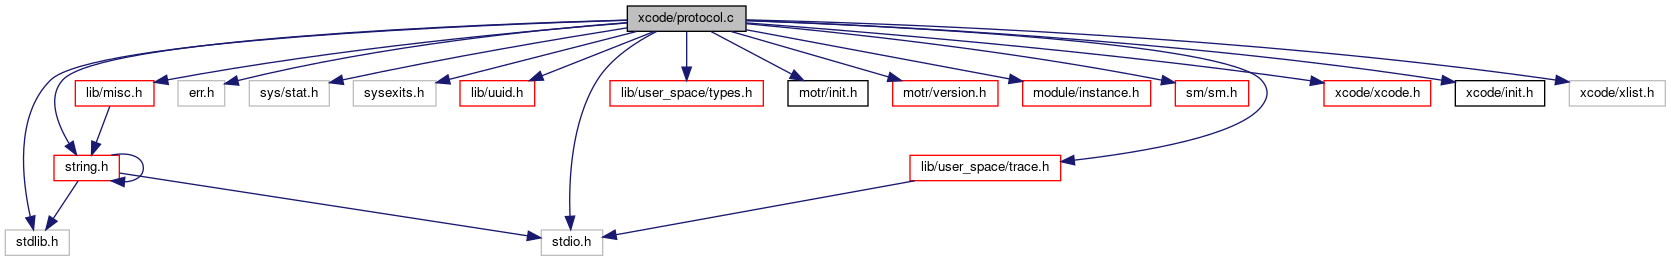 xcode/protocol.c
lib/misc.h
err.h
sys/stat.h
sysexits.h
lib/uuid.h
lib/user_space/types.h
motr/init.h
motr/version.h
module/instance.h
sm/sm.h
xcode/xcode.h
xcode/init.h
xcode/xlist.h
string.h
lib/user_space/trace.h
stdlib.h
stdio.h